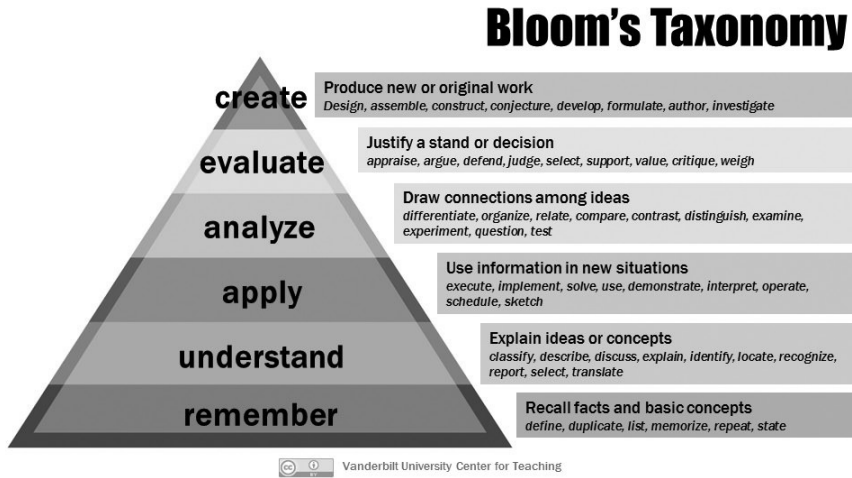 Bloom's Taxonomy
create
Produce new or original work
Design, assemble, construct, conjecture, develop, formulate, author, investigate
evaluate
Justify a stand or decision
appraise, argue, defend, judge, select, support, value, critique, weigh
analyze
Draw connections among ideas
differentiate, organize, relate, compare, contrast, distinguish, examine,
experiment, question, test
apply
Use information in new situations
execute, implement, solve, use, demonstrate, interpret, operate,
schedule, sketch
understand
Explain ideas or concepts
classify, describe, discuss, explain, identify, locate, recognize,
report, select, translate
remember
Recall facts and basic concepts
define, duplicate, list, memorize, repeat, state
cc BY Vanderbilt University Center for Teaching